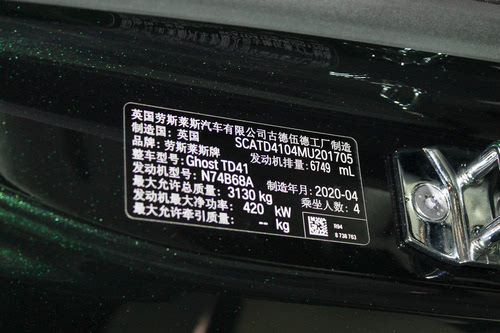 英国劳斯莱斯汽车有限公司古德伍德工厂制造
制造国：英国 SCATD4104MU201705
品牌：劳斯莱斯牌 发动机排量：6749 mL
整车型号：Ghost TD41
发动机型号：N74B68A 制造年月：2020-04
最大允许总质量：3130 kg 乘坐人数：4
发动机最大净功率：420 kW
最大允许牵引质量：-- kg
R94
8 738 763